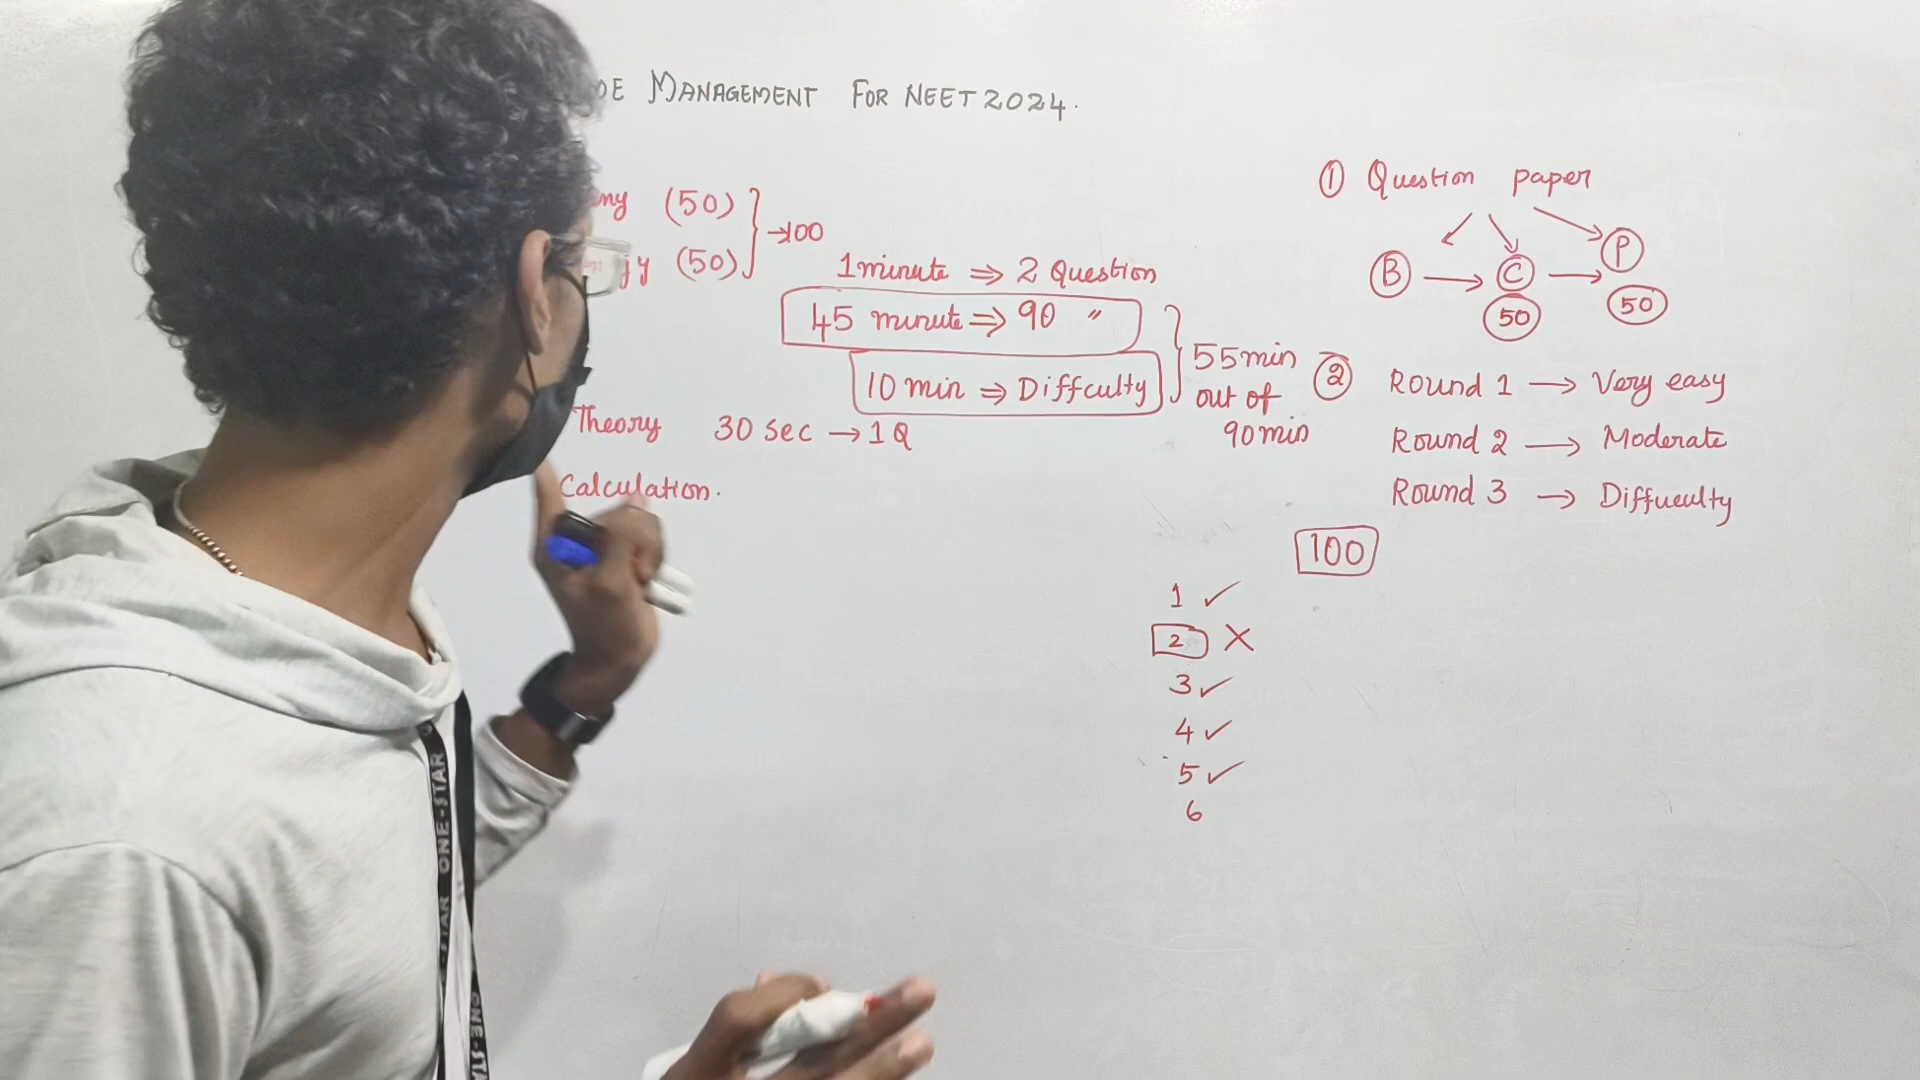 MANAGEMENT FOR NEET 2024.
(50)
(50)
→100
1 minute ⇒ 2 Question
45 minute ⇒ 90 "
10 min ⇒ Diffculty
55 min
out of
90 min
Theory 30 sec → 1 Q
Calculation.
① Question paper
B → C → P
50 50
② Round 1 → Very easy
Round 2 → Moderate
Round 3 → Diffueulty
100
1 ✓
2 ✗
3 ✓
4 ✓
5 ✓
6
ONE-STAR